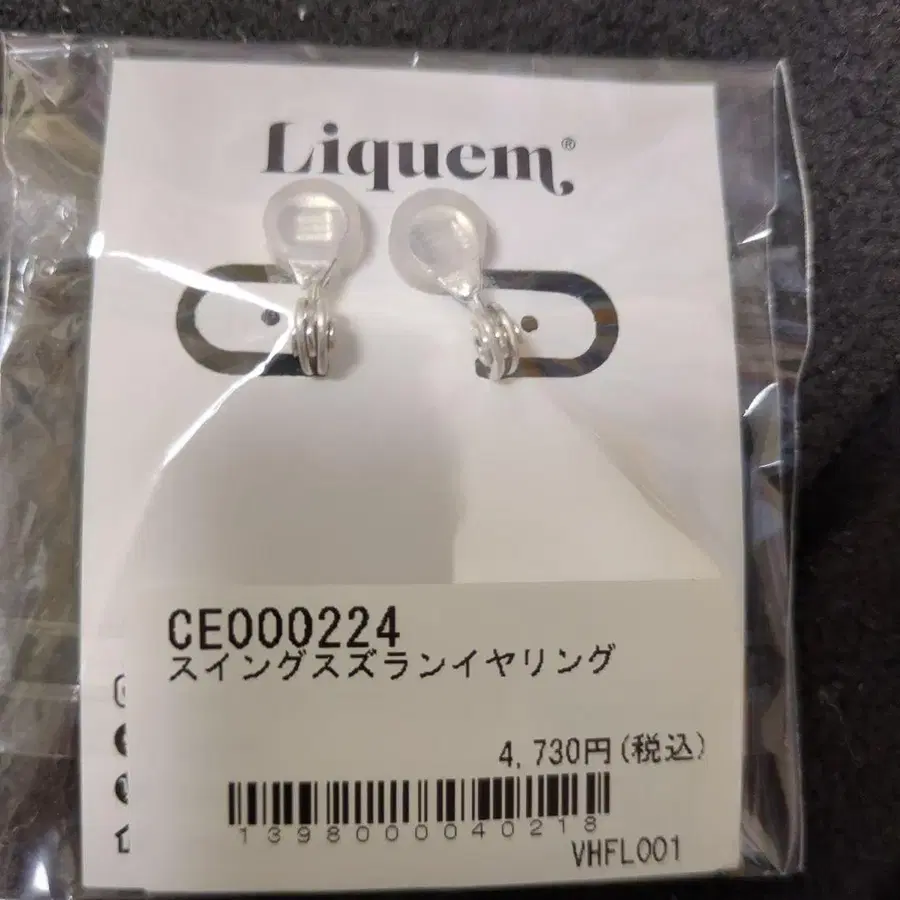 Liquem®
CE000224
スイングスズランイヤリング
4,730円(税込)
1398000040218
VHFL001